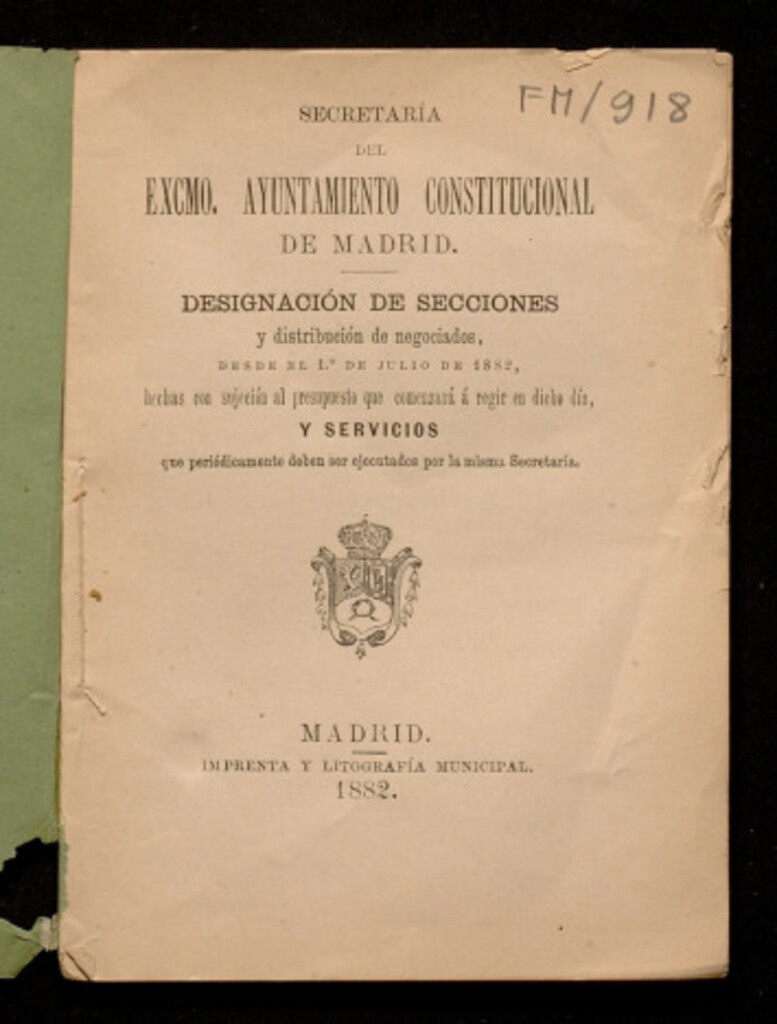 FM/918
SECRETARÍA
DEL
EXCMO. AYUNTAMIENTO CONSTITUCIONAL
DE MADRID.
DESIGNACIÓN DE SECCIONES
y distribución de negociados,
DESDE EL 1.º DE JULIO DE 1882,
hechas con sujeción al presupuesto que comenzará á regir en dicho día,
Y SERVICIOS
que periódicamente deben ser ejecutados por la misma Secretaría.
MADRID.
IMPRENTA Y LITOGRAFÍA MUNICIPAL.
1882.